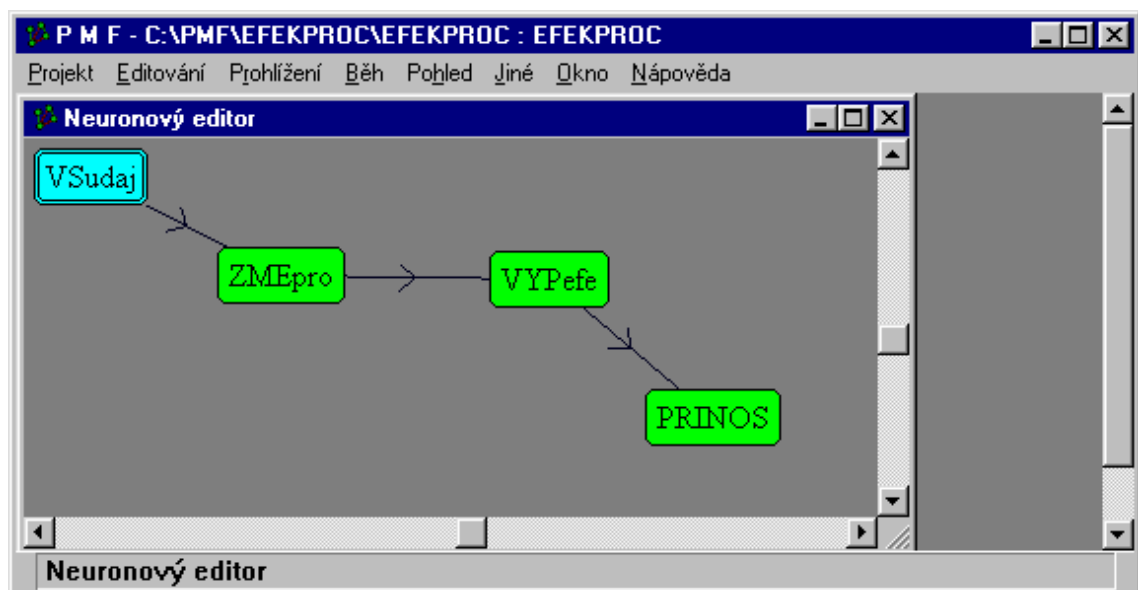 P M F - C:\PMF\EFEKPROC\EFEKPROC : EFEKPROC
Projekt Editování Prohlížení Běh Pohled Jiné Okno Nápověda
Neuronový editor
VSudaj
ZMEpro
VYPefe
PRINOS
Neuronový editor